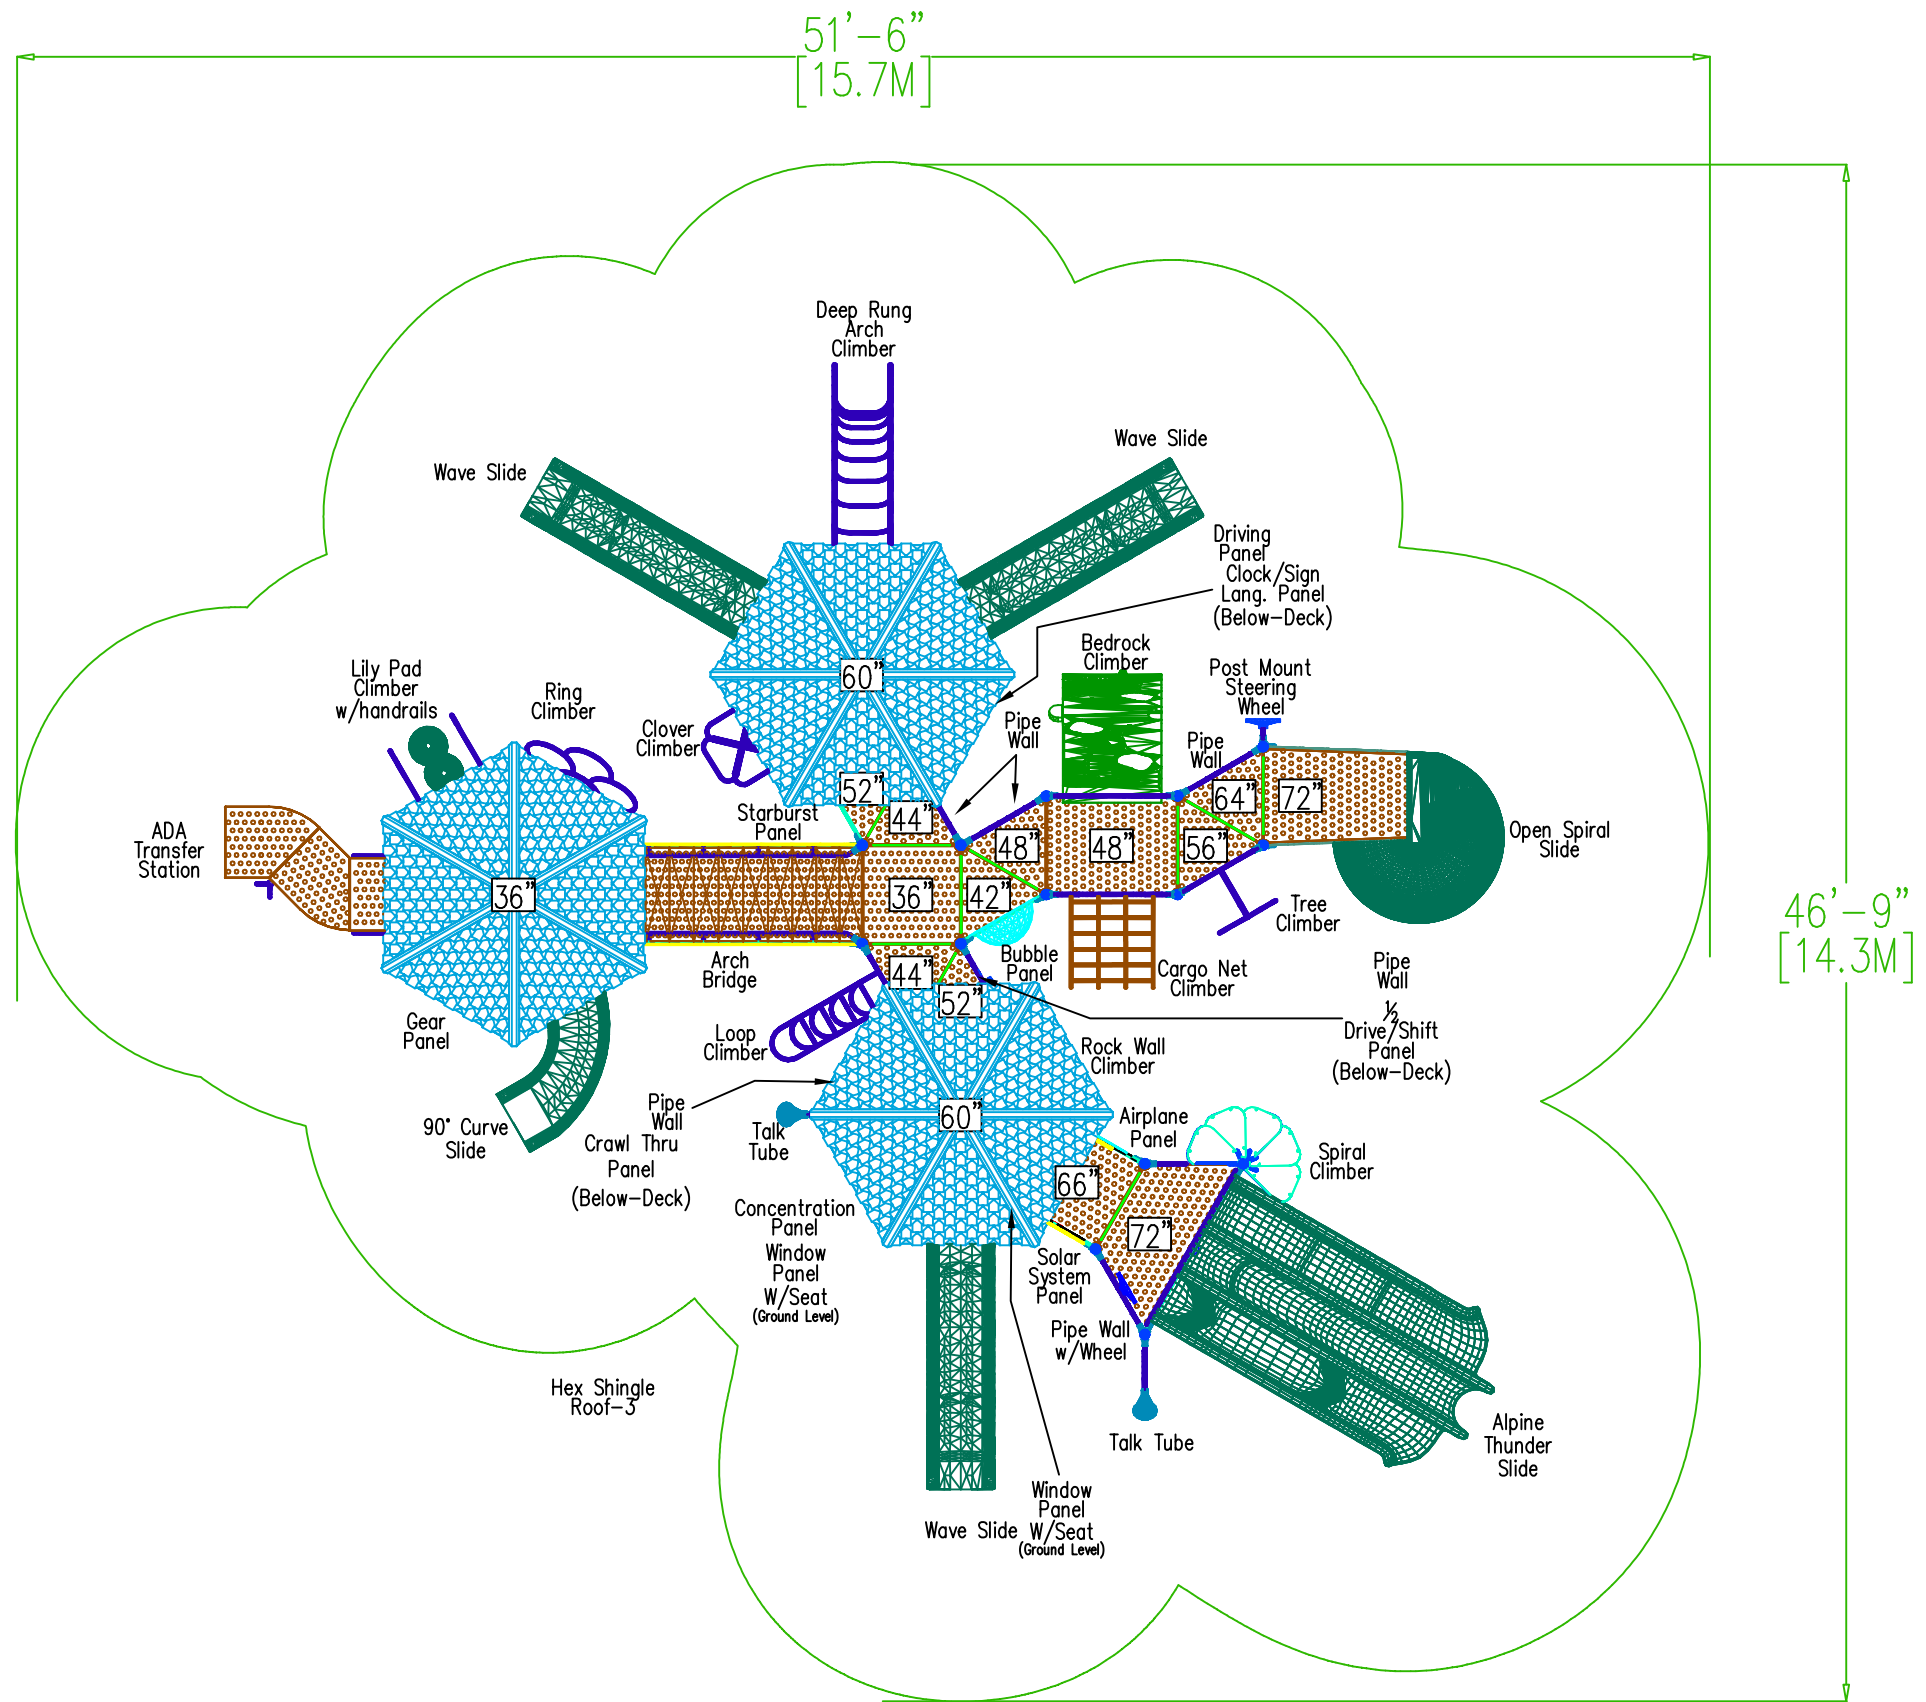 51'-6"
[15.7M]
Deep Rung
Arch
Climber
Wave Slide
Wave Slide
Driving
Panel
Clock/Sign
Lang. Panel
(Below-Deck)
Bedrock
Climber
Post Mount
Steering
Wheel
Lily Pad
Climber
w/handrails
Ring
Climber
60"
Clover
Climber
Pipe
Wall
Pipe
Wall
52"
44"
64"
72"
Starburst
Panel
ADA
Transfer
Station
48"
48"
56"
Open Spiral
Slide
36"
36"
42"
Tree
Climber
46'-9"
[14.3M]
Arch
Bridge
44"
52"
Bubble
Panel
Cargo Net
Climber
Pipe
Wall
½
Drive/Shift
Panel
(Below-Deck)
Gear
Panel
Loop
Climber
Rock Wall
Climber
90° Curve
Slide
Pipe
Wall
Crawl Thru
Panel
(Below-Deck)
Talk
Tube
60"
Airplane
Panel
Spiral
Climber
66"
72"
Concentration
Panel
Window
Panel
W/Seat
(Ground Level)
Solar
System
Panel
Pipe Wall
w/Wheel
Hex Shingle
Roof-3
Talk Tube
Alpine
Thunder
Slide
Wave Slide
Window
Panel
W/Seat
(Ground Level)